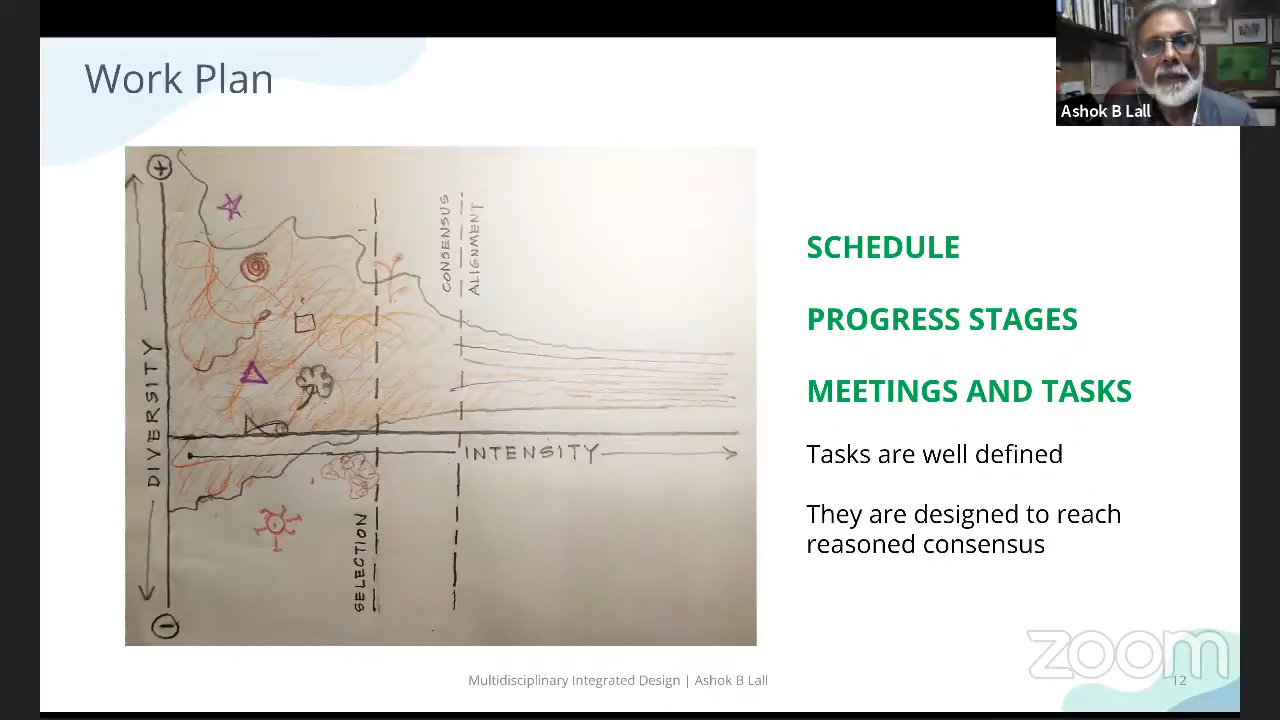 Work Plan
Ashok B Lall
+
DIVERSITY
-
SELECTION
CONSENSUS
ALIGNMENT
INTENSITY
SCHEDULE
PROGRESS STAGES
MEETINGS AND TASKS
Tasks are well defined
They are designed to reach
reasoned consensus
Multidisciplinary Integrated Design | Ashok B Lall
12
zoom